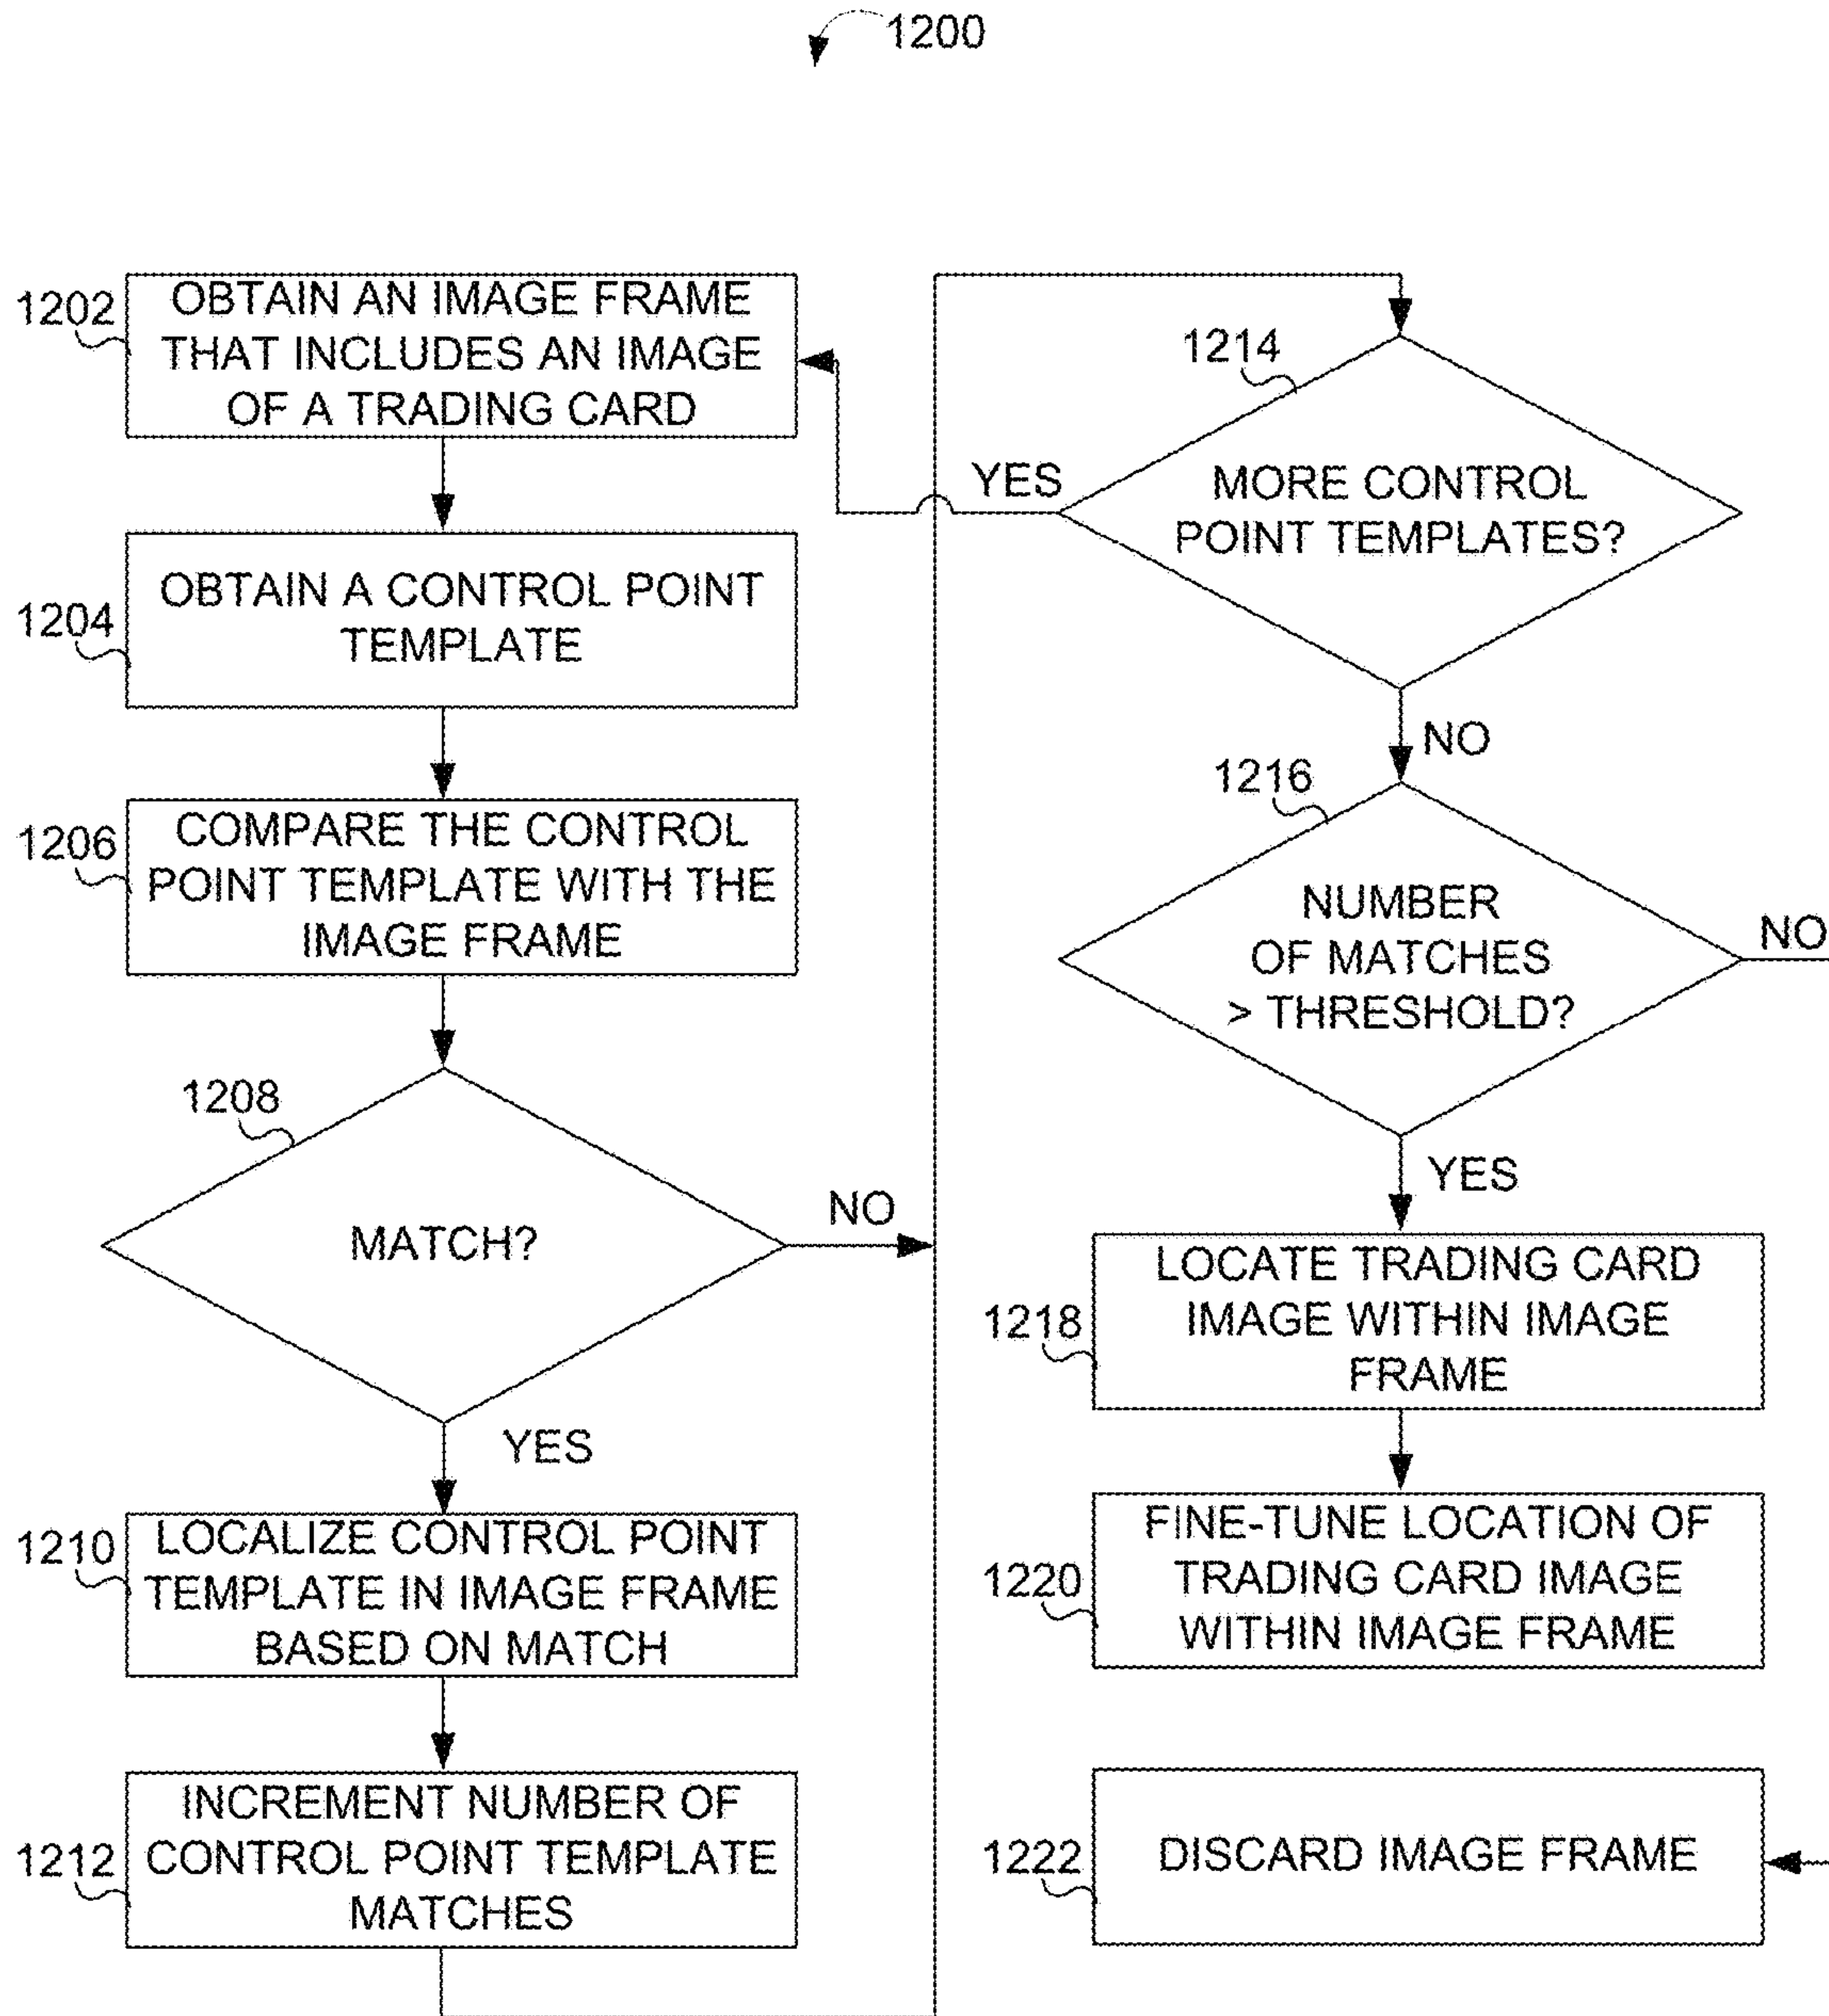 1200
1202
OBTAIN AN IMAGE FRAME
THAT INCLUDES AN IMAGE
OF A TRADING CARD
1204
OBTAIN A CONTROL POINT
TEMPLATE
1206
COMPARE THE CONTROL
POINT TEMPLATE WITH THE
IMAGE FRAME
1208
MATCH?
NO
YES
1210
LOCALIZE CONTROL POINT
TEMPLATE IN IMAGE FRAME
BASED ON MATCH
1212
INCREMENT NUMBER OF
CONTROL POINT TEMPLATE
MATCHES
1214
MORE CONTROL
POINT TEMPLATES?
YES
NO
1216
NUMBER
OF MATCHES
> THRESHOLD?
NO
YES
1218
LOCATE TRADING CARD
IMAGE WITHIN IMAGE
FRAME
1220
FINE-TUNE LOCATION OF
TRADING CARD IMAGE
WITHIN IMAGE FRAME
1222
DISCARD IMAGE FRAME